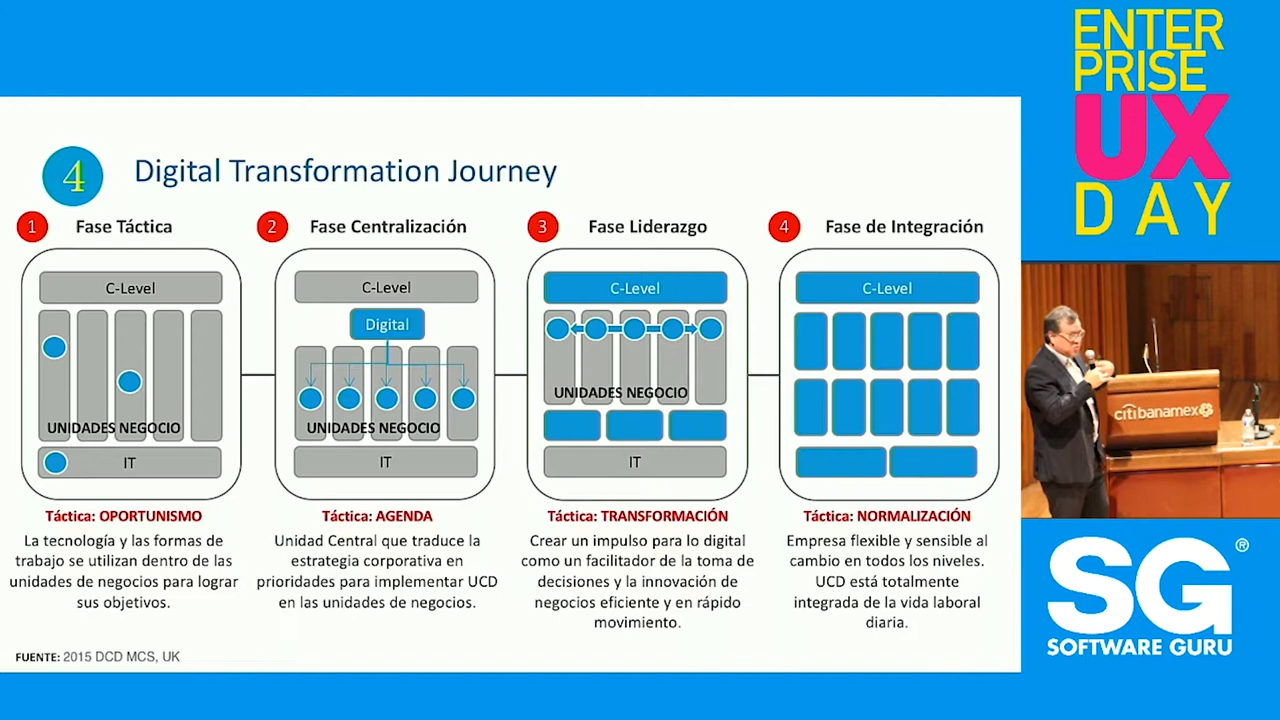 ENTER
PRISE
UX
DAY
4
Digital Transformation Journey
1
Fase Táctica
C-Level
UNIDADES NEGOCIO
IT
Táctica: OPORTUNISMO
La tecnología y las formas de
trabajo se utilizan dentro de las
unidades de negocios para lograr
sus objetivos.
2
Fase Centralización
C-Level
Digital
UNIDADES NEGOCIO
IT
Táctica: AGENDA
Unidad Central que traduce la
estrategia corporativa en
prioridades para implementar UCD
en las unidades de negocios.
3
Fase Liderazgo
C-Level
UNIDADES NEGOCIO
IT
Táctica: TRANSFORMACIÓN
Crear un impulso para lo digital
como un facilitador de la toma de
decisiones y la innovación de
negocios eficiente y en rápido
movimiento.
4
Fase de Integración
C-Level
Táctica: NORMALIZACIÓN
Empresa flexible y sensible al
cambio en todos los niveles.
UCD está totalmente
integrada de la vida laboral
diaria.
FUENTE: 2015 DCD MCS, UK
citibanamex
SG®
SOFTWARE GURU